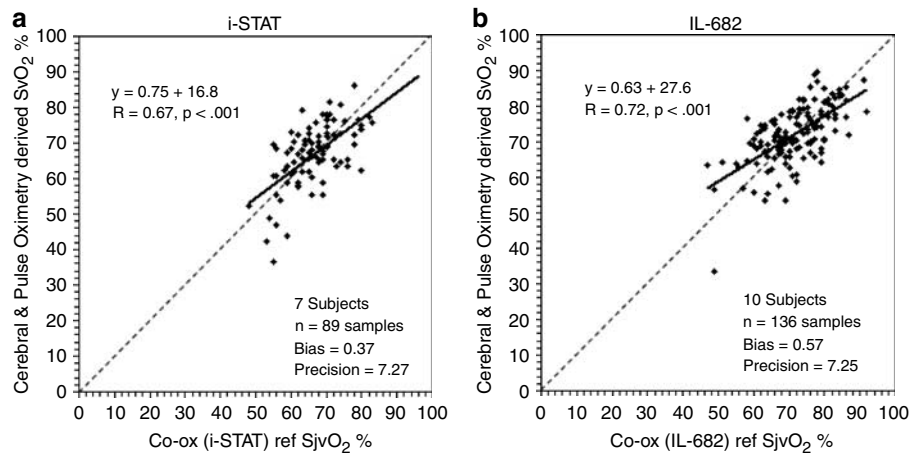 a
i-STAT
100
90
80
70
60
50
40
30
20
10
0
Cerebral & Pulse Oximetry derived SvO₂ %
y = 0.75 + 16.8
R = 0.67, p < .001
7 Subjects
n = 89 samples
Bias = 0.37
Precision = 7.27
0 10 20 30 40 50 60 70 80 90 100
Co-ox (i-STAT) ref SjvO₂ %
b
IL-682
100
90
80
70
60
50
40
30
20
10
0
Cerebral & Pulse Oximetry derived SvO₂ %
y = 0.63 + 27.6
R = 0.72, p < .001
10 Subjects
n = 136 samples
Bias = 0.57
Precision = 7.25
0 10 20 30 40 50 60 70 80 90 100
Co-ox (IL-682) ref SjvO₂ %